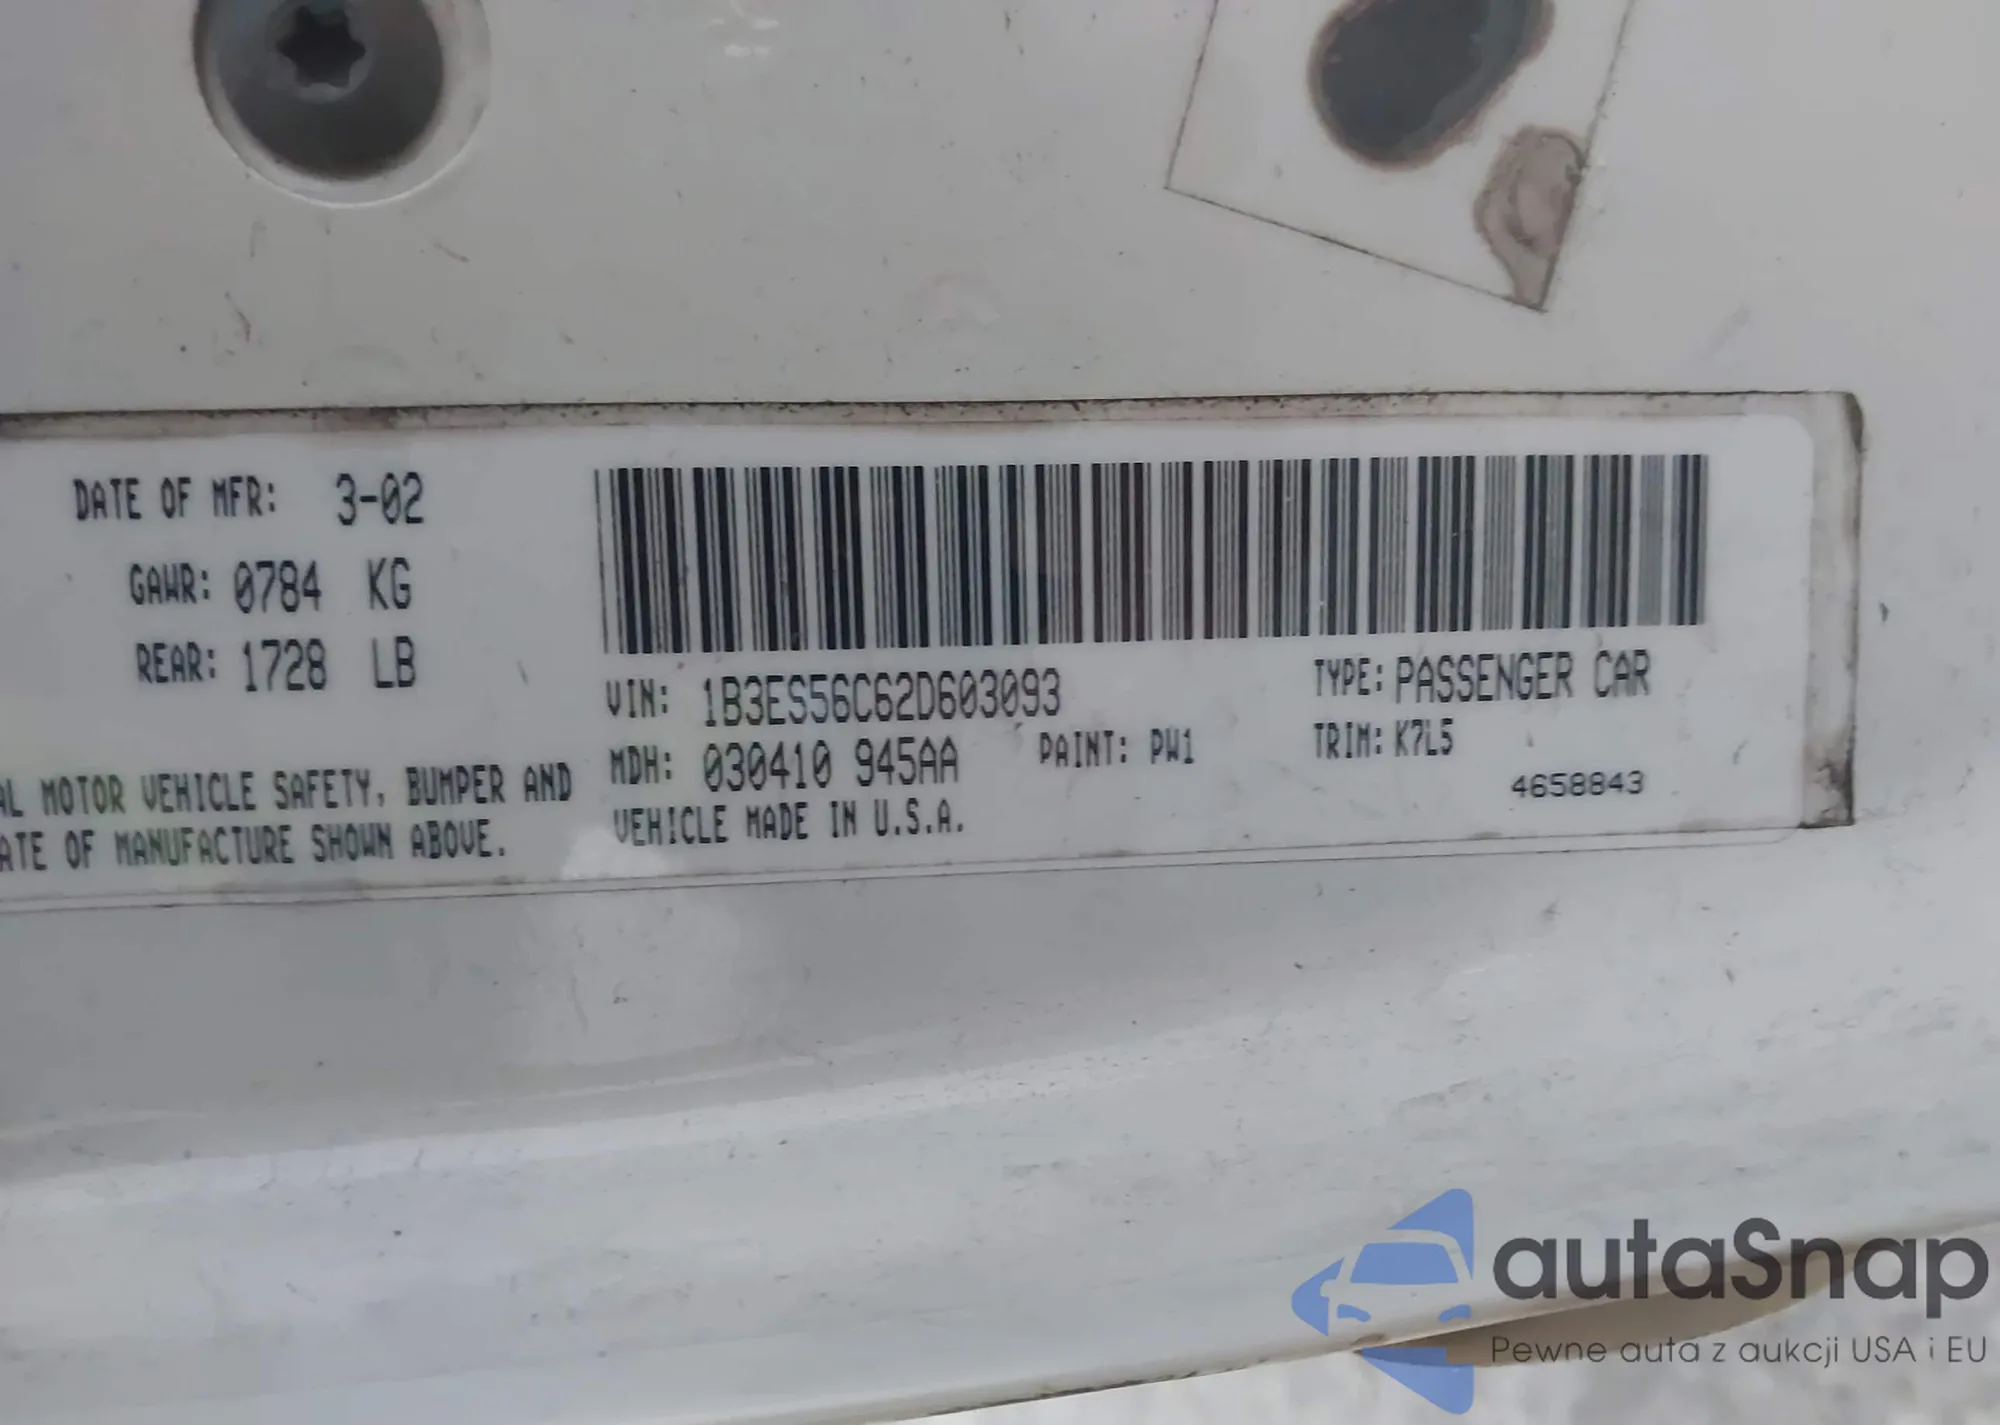 DATE OF MFR: 3-02
GAWR: 0784 KG
REAR: 1728 LB
AL MOTOR VEHICLE SAFETY, BUMPER AND
ATE OF MANUFACTURE SHOWN ABOVE.
VIN: 1B3ES56C62D603093
TYPE: PASSENGER CAR
MDH: 030410 945AA
PAINT: PW1
TRIM: K7L5
VEHICLE MADE IN U.S.A.
4658843
autaSnap
Pewne auta z aukcji USA i EU